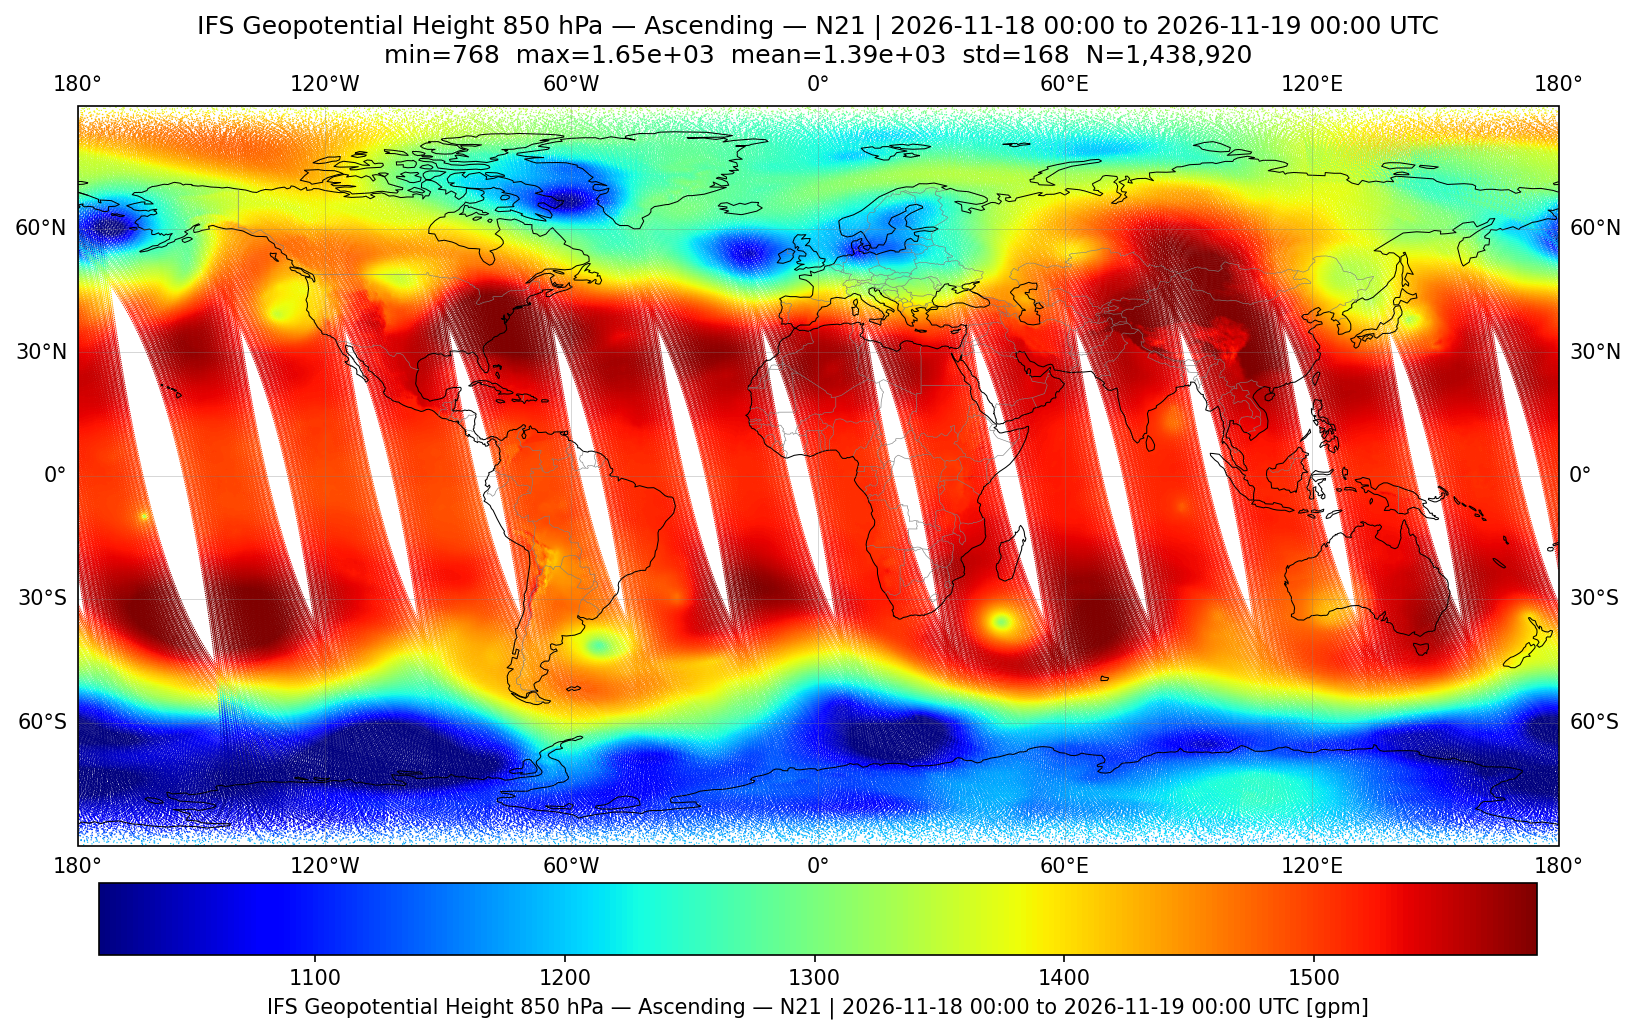 IFS Geopotential Height 850 hPa — Ascending — N21 | 2026-11-18 00:00 to 2026-11-19 00:00 UTC
min=768 max=1.65e+03 mean=1.39e+03 std=168 N=1,438,920
180° 120°W 60°W 0° 60°E 120°E 180°
60°N 60°N
30°N 30°N
0° 0°
30°S 30°S
60°S 60°S
180° 120°W 60°W 0° 60°E 120°E 180°
1100 1200 1300 1400 1500
IFS Geopotential Height 850 hPa — Ascending — N21 | 2026-11-18 00:00 to 2026-11-19 00:00 UTC [gpm]